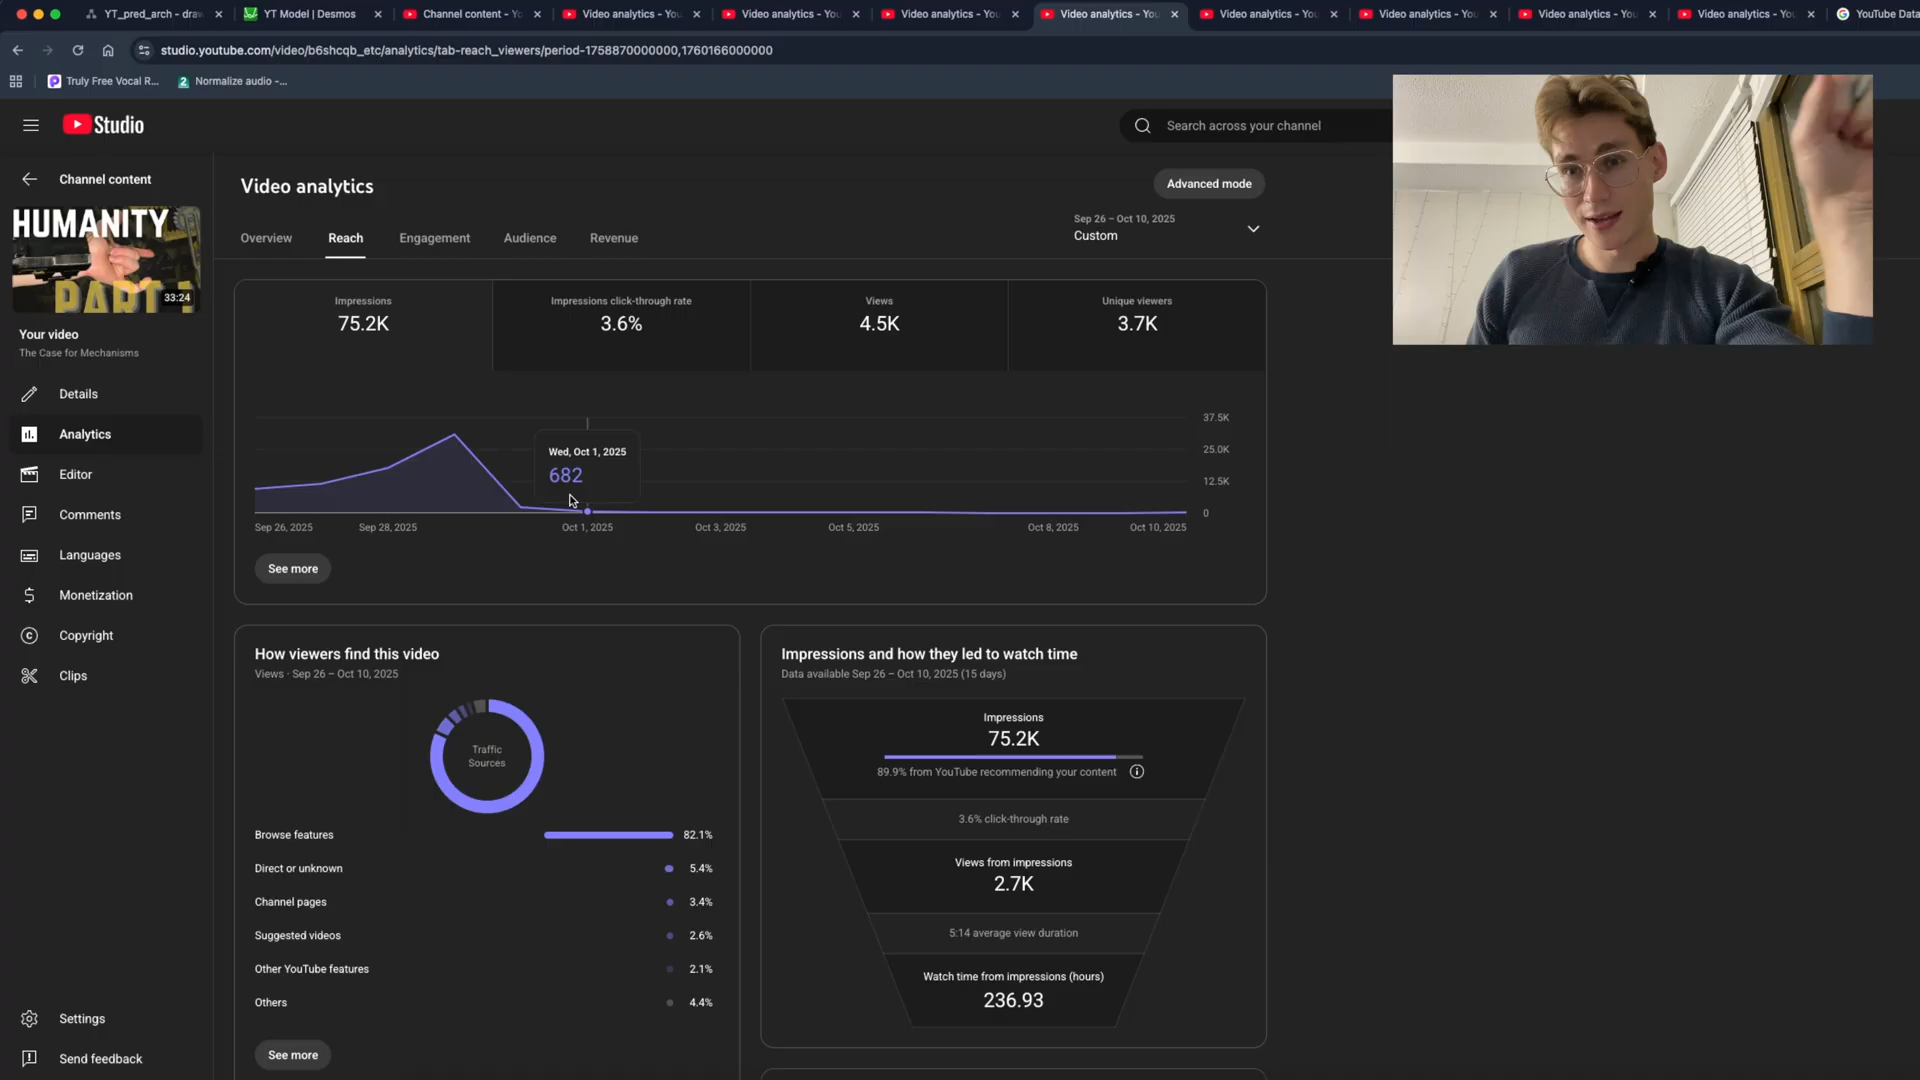 YT_pred_arch - draw
YT Model | Desmos
Channel content - Yo
Video analytics - You
Video analytics - You
Video analytics - You
Video analytics - You
Video analytics - You
Video analytics - You
Video analytics - You
Video analytics - You
YouTube Data
studio.youtube.com/video/b6shcqb_etc/analytics/tab-reach_viewers/period-1758870000000,1760166000000
Truly Free Vocal R...
Normalize audio -...
Studio
Search across your channel
Channel content
HUMANITY
PART 1
33:24
Your video
The Case for Mechanisms
Details
Analytics
Editor
Comments
Languages
Monetization
Copyright
Clips
Settings
Send feedback
Video analytics
Advanced mode
Overview
Reach
Engagement
Audience
Revenue
Sep 26 – Oct 10, 2025
Custom
Impressions
75.2K
Impressions click-through rate
3.6%
Views
4.5K
Unique viewers
3.7K
Wed, Oct 1, 2025
682
37.5K
25.0K
12.5K
0
Sep 26, 2025
Sep 28, 2025
Oct 1, 2025
Oct 3, 2025
Oct 5, 2025
Oct 8, 2025
Oct 10, 2025
See more
How viewers find this video
Views · Sep 26 – Oct 10, 2025
Traffic
Sources
Browse features 82.1%
Direct or unknown 5.4%
Channel pages 3.4%
Suggested videos 2.6%
Other YouTube features 2.1%
Others 4.4%
See more
Impressions and how they led to watch time
Data available Sep 26 – Oct 10, 2025 (15 days)
Impressions
75.2K
89.9% from YouTube recommending your content
3.6% click-through rate
Views from impressions
2.7K
5:14 average view duration
Watch time from impressions (hours)
236.93